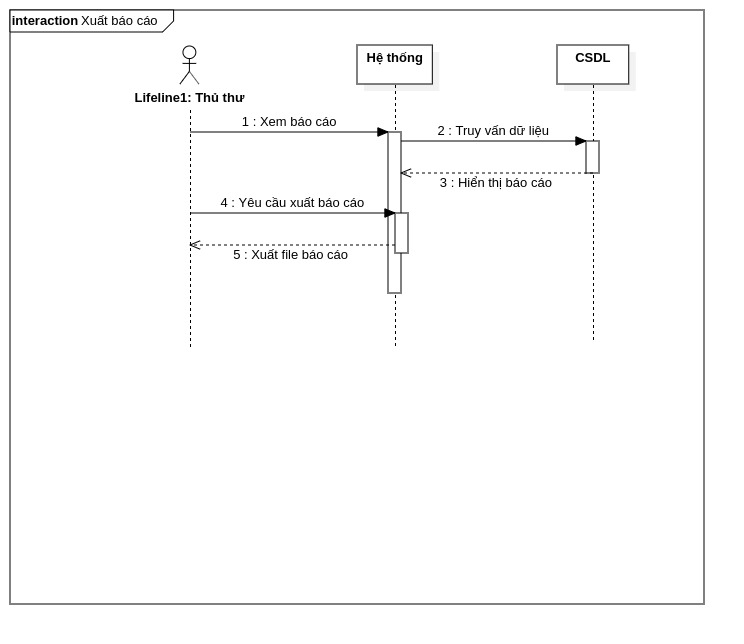 interaction Xuất báo cáo
Hệ thống
CSDL
Lifeline1: Thủ thư
1 : Xem báo cáo
2 : Truy vấn dữ liệu
3 : Hiển thị báo cáo
4 : Yêu cầu xuất báo cáo
5 : Xuất file báo cáo